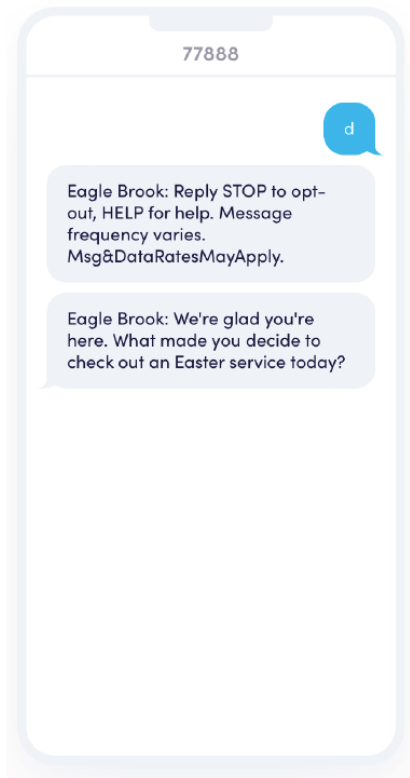 77888
d
Eagle Brook: Reply STOP to opt-
out, HELP for help. Message
frequency varies.
Msg&DataRatesMayApply.
Eagle Brook: We're glad you're
here. What made you decide to
check out an Easter service today?